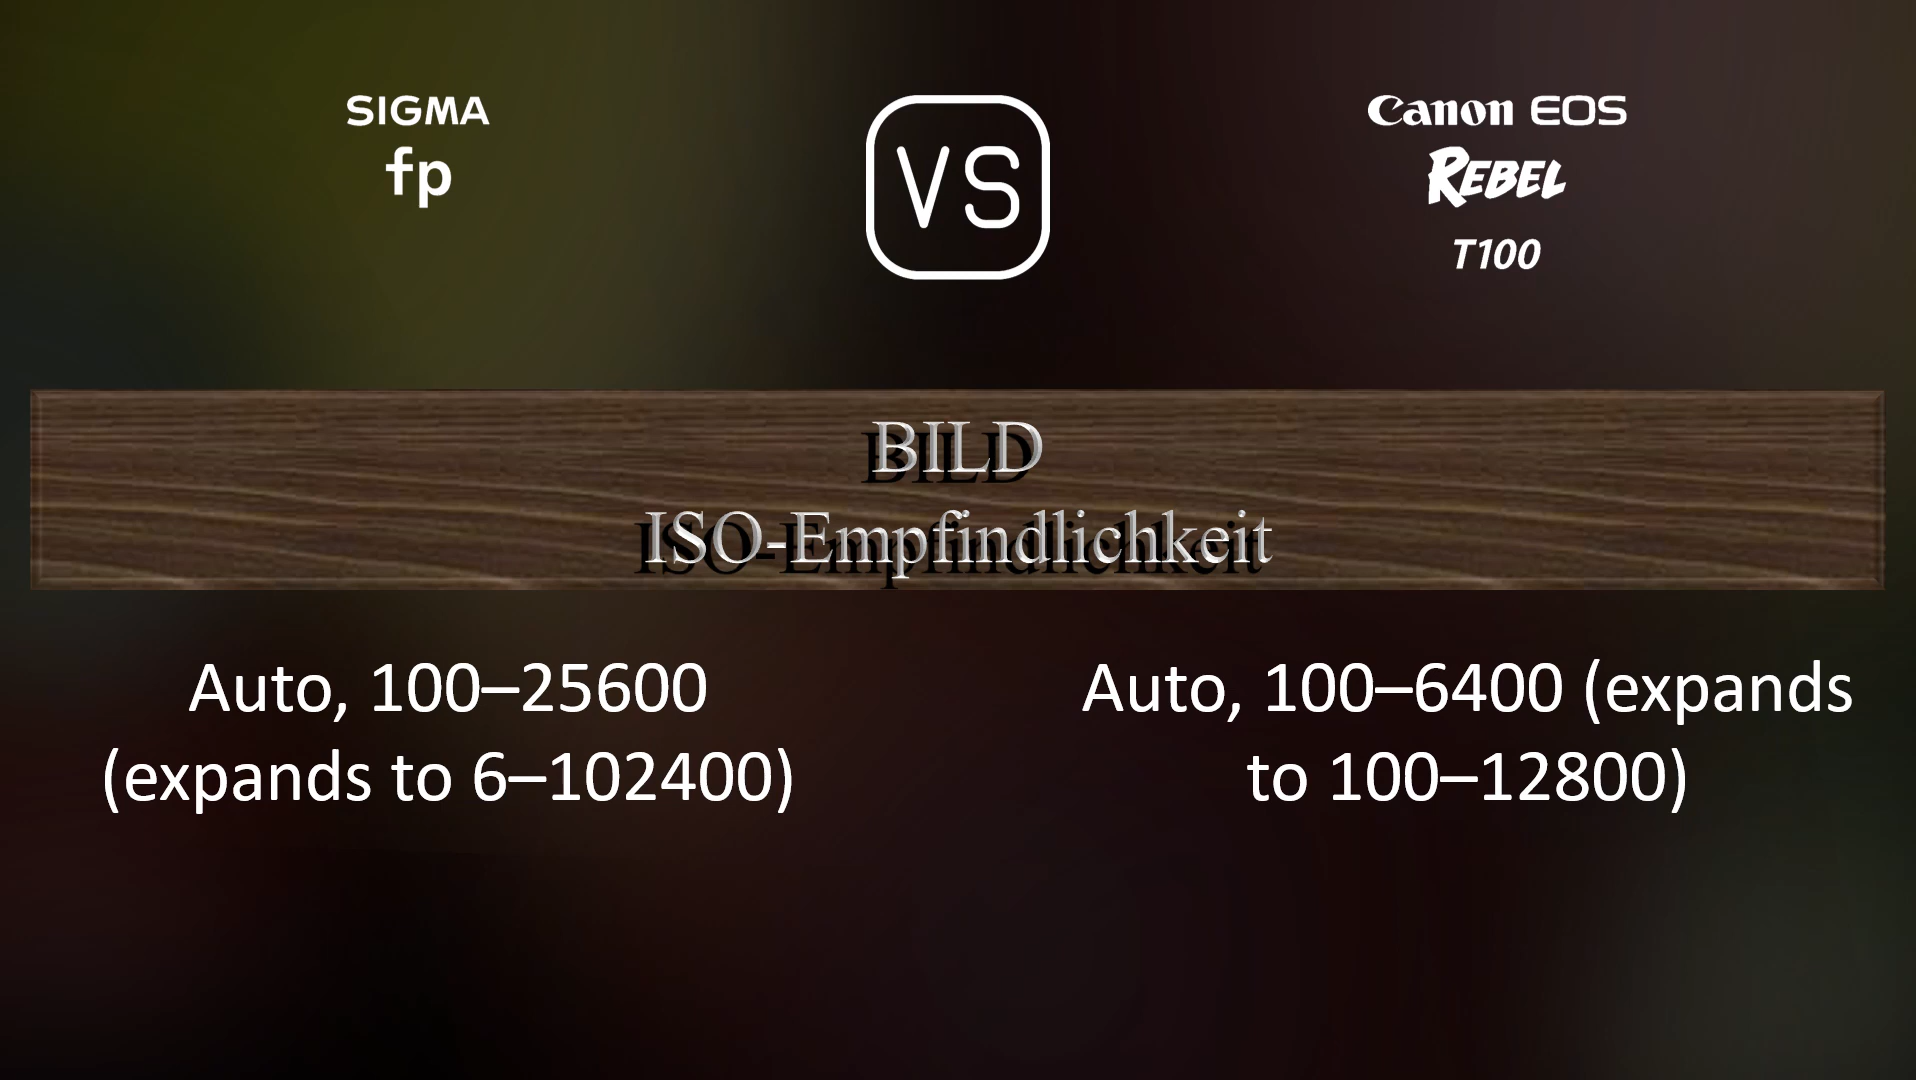 SIGMA
fp
VS
Canon EOS
REBEL
T100
BILD
ISO-Empfindlichkeit
Auto, 100–25600
(expands to 6–102400)
Auto, 100–6400 (expands
to 100–12800)